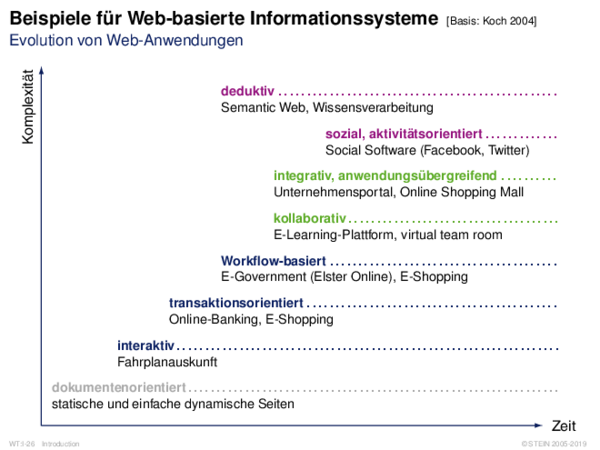 Beispiele für Web-basierte Informationssysteme [Basis: Koch 2004]
Evolution von Web-Anwendungen
Komplexität
deduktiv ................................................
Semantic Web, Wissensverarbeitung
sozial, aktivitätsorientiert .............
Social Software (Facebook, Twitter)
integrativ, anwendungsübergreifend ..........
Unternehmensportal, Online Shopping Mall
kollaborativ ....................................
E-Learning-Plattform, virtual team room
Workflow-basiert .......................................
E-Government (Elster Online), E-Shopping
transaktionsorientiert ...........................................
Online-Banking, E-Shopping
interaktiv ..................................................................
Fahrplanauskunft
dokumentenorientiert ................................................................
statische und einfache dynamische Seiten
Zeit
WT:I-26 Introduction ©STEIN 2005-2019